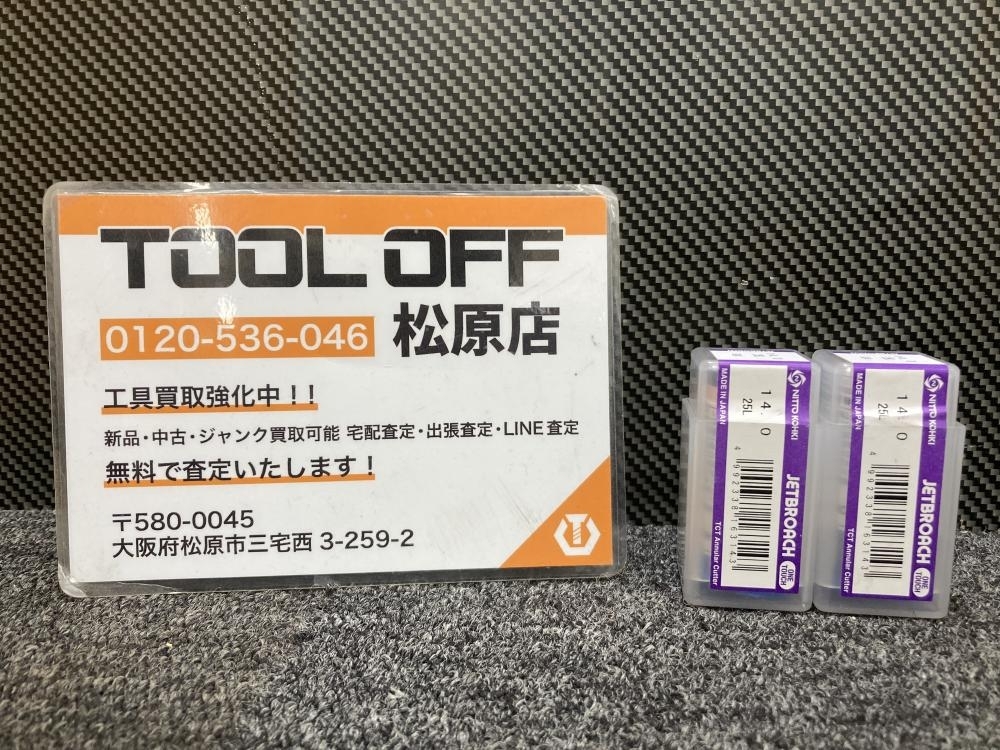 TOOL OFF
0120-536-046 松原店
工具買取強化中!!
新品・中古・ジャンク買取可能 宅配査定・出張査定・LINE査定
無料で査定いたします!
〒580-0045
大阪府松原市三宅西 3-259-2
NITTO KOHKI
MADE IN JAPAN
14.0
25L
4992338163143
JETBROACH
ONE TOUCH
TCT Annular Cutter
NITTO KOHKI
MADE IN JAPAN
14.0
25L
4992338163143
JETBROACH
ONE TOUCH
TCT Annular Cutter